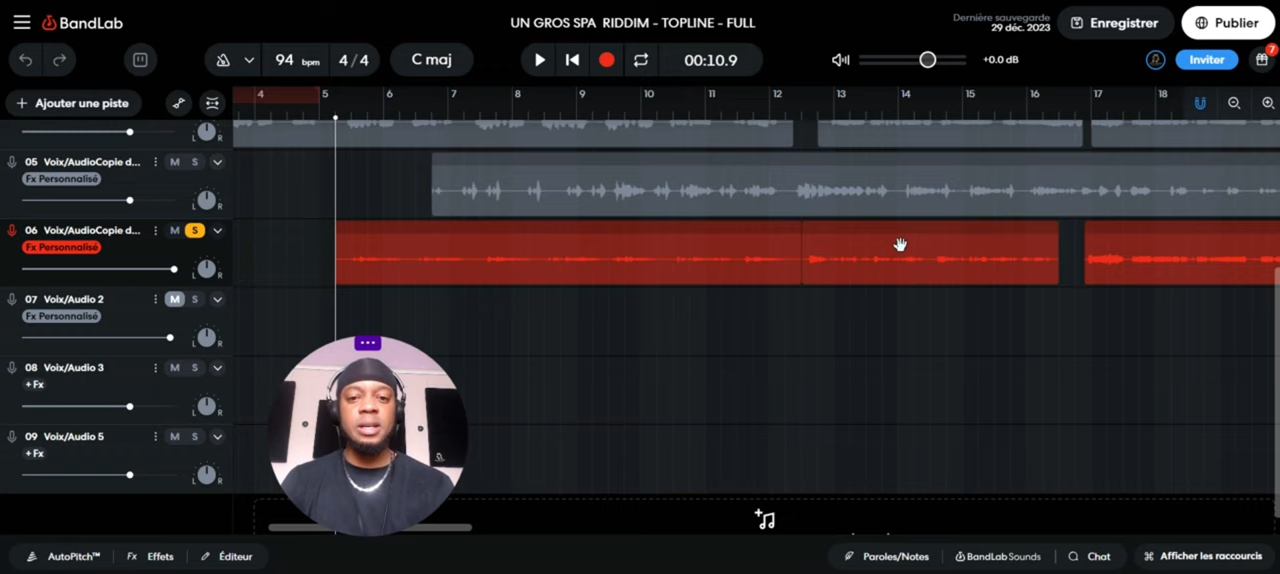 BandLab
UN GROS SPA RIDDIM - TOPLINE - FULL
Dernière sauvegarde
29 déc. 2023
Enregistrer
Publier
94 bpm
4/4
C maj
00:10.9
+0.0 dB
Inviter
7
Ajouter une piste
4 5 6 7 8 9 10 11 12 13 14 15 16 17 18
L R
05 Voix/AudioCopie d... M S
Fx Personnalisé
L R
06 Voix/AudioCopie d... M S
Fx Personnalisé
L R
07 Voix/Audio 2 M S
Fx Personnalisé
L R
08 Voix/Audio 3 M S
+ Fx
L R
09 Voix/Audio 5 M S
+ Fx
L R
AutoPitch™
Fx Effets
Éditeur
Paroles/Notes
BandLab Sounds
Chat
Afficher les raccourcis